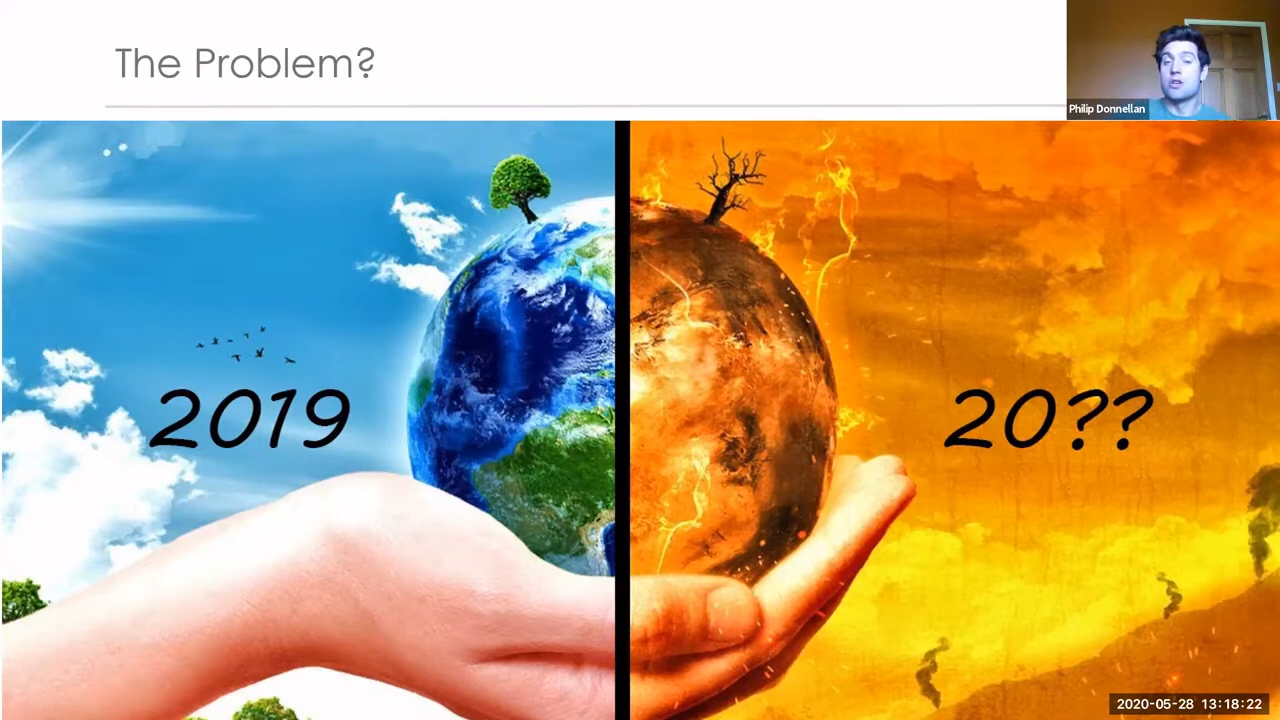 The Problem?
Philip Donnellan
2019
20??
2020-05-28 13:18:22